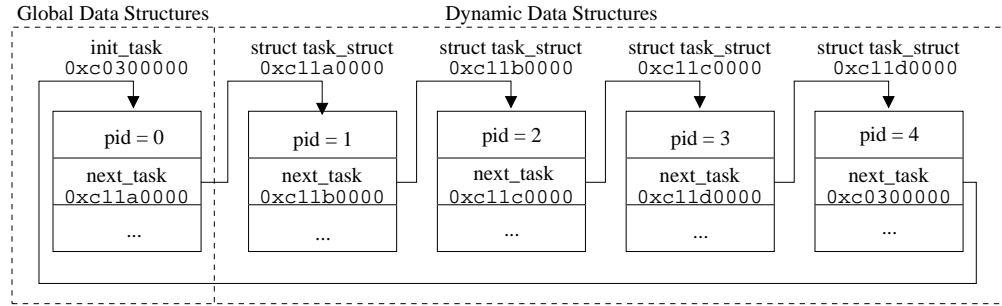 Global Data Structures
Dynamic Data Structures
init_task
0xc0300000
struct task_struct
0xc11a0000
struct task_struct
0xc11b0000
struct task_struct
0xc11c0000
struct task_struct
0xc11d0000
pid = 0
next_task
0xc11a0000
...
pid = 1
next_task
0xc11b0000
...
pid = 2
next_task
0xc11c0000
...
pid = 3
next_task
0xc11d0000
...
pid = 4
next_task
0xc0300000
...